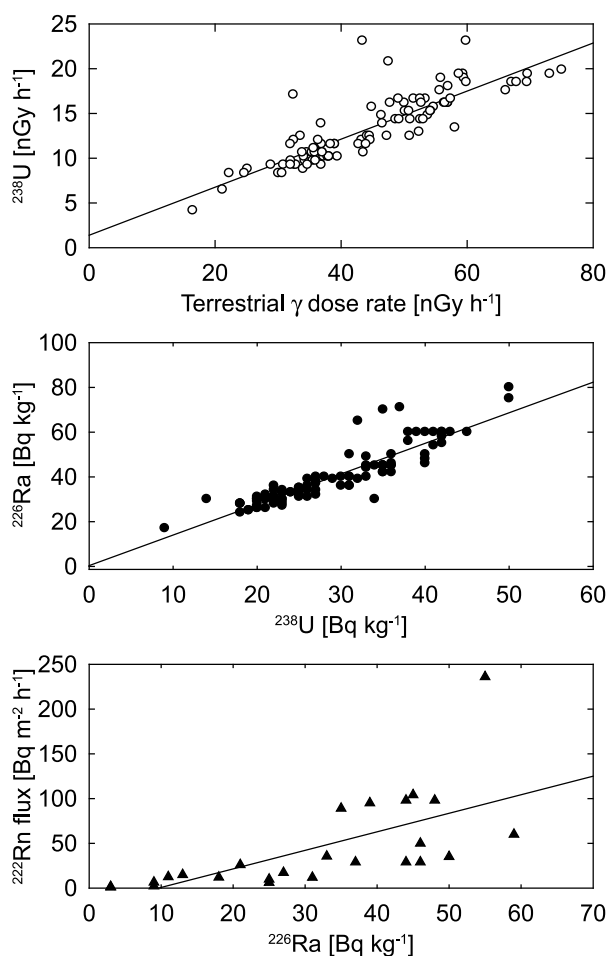 25
20
15
10
5
0
²³⁸U [nGy h⁻¹]
0 20 40 60 80
Terrestrial γ dose rate [nGy h⁻¹]
100
80
60
40
20
0
²²⁶Ra [Bq kg⁻¹]
0 10 20 30 40 50 60
²³⁸U [Bq kg⁻¹]
250
200
150
100
50
0
²²²Rn flux [Bq m⁻² h⁻¹]
0 10 20 30 40 50 60 70
²²⁶Ra [Bq kg⁻¹]